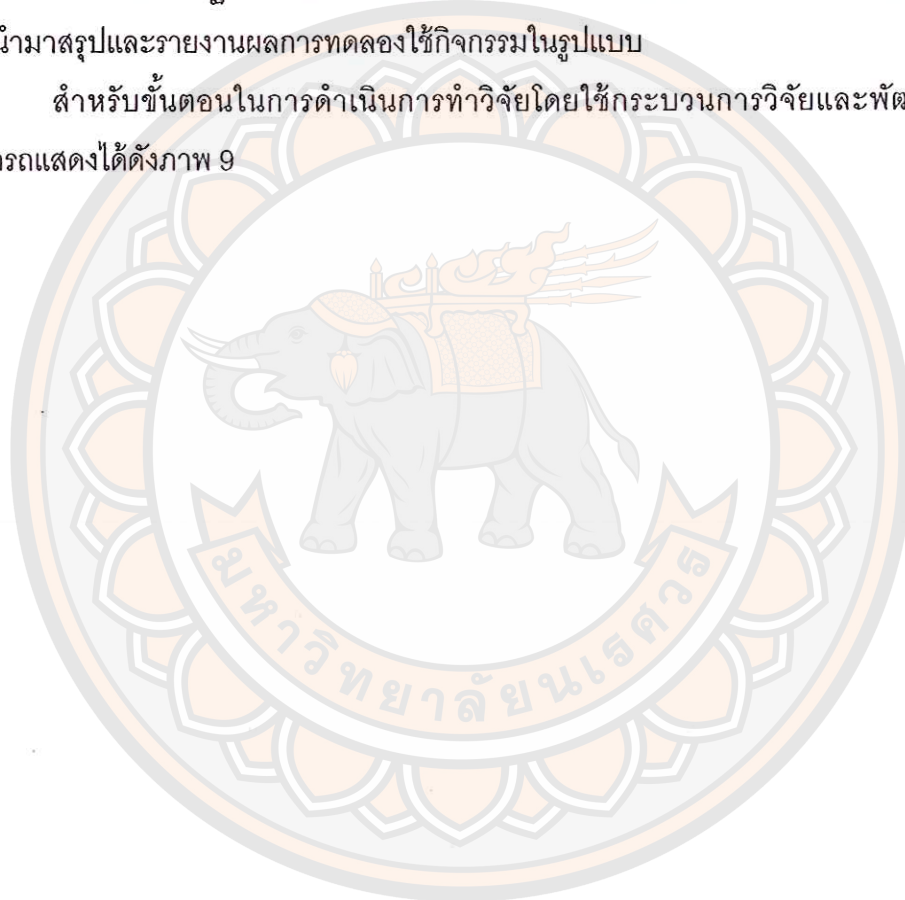 นำมาสรุปและรายงานผลการทดลองใช้กิจกรรมในรูปแบบ
สำหรับขั้นตอนในการดำเนินการทำวิจัยโดยใช้กระบวนการวิจัยและพัฒ
ารถแสดงได้ดังภาพ 9
มหาวิทยาลัยนเรศวร